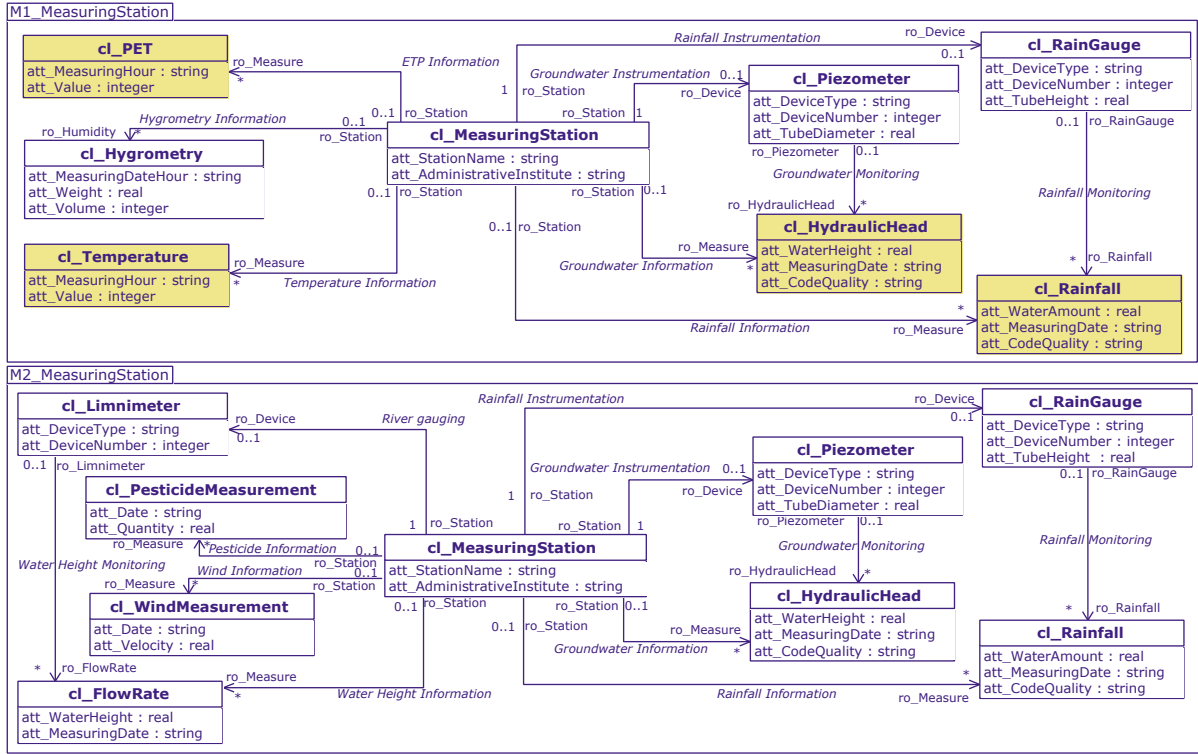 M1_MeasuringStation
cl_PET
att_MeasuringHour : string
att_Value : integer
ro_Measure
*
ETP Information
0..1
ro_Station
Hygrometry Information
ro_Humidity
*
0..1
ro_Station
cl_Hygrometry
att_MeasuringDateHour : string
att_Weight : real
att_Volume : integer
cl_Temperature
att_MeasuringHour : string
att_Value : integer
ro_Measure
*
Temperature Information
0..1
ro_Station
cl_MeasuringStation
att_StationName : string
att_AdministrativeInstitute : string
Rainfall Instrumentation
ro_Device
0..1
1
ro_Station
Groundwater Instrumentation
0..1
ro_Device
ro_Station
1
cl_Piezometer
att_DeviceType : string
att_DeviceNumber : integer
att_TubeDiameter : real
ro_Piezometer
0..1
Groundwater Monitoring
ro_HydraulicHead
*
cl_RainGauge
att_DeviceType : string
att_DeviceNumber : integer
att_TubeHeight : real
0..1
ro_RainGauge
Rainfall Monitoring
*
ro_Rainfall
ro_Station
0..1
ro_Measure
*
Groundwater Information
cl_HydraulicHead
att_WaterHeight : real
att_MeasuringDate : string
att_CodeQuality : string
0..1
ro_Station
Rainfall Information
*
ro_Measure
cl_Rainfall
att_WaterAmount : real
att_MeasuringDate : string
att_CodeQuality : string
M2_MeasuringStation
cl_Limnimeter
att_DeviceType : string
att_DeviceNumber : integer
ro_Device
0..1
River gauging
1
ro_Station
0..1
ro_Limnimeter
cl_PesticideMeasurement
att_Date : string
att_Quantity : real
ro_Measure
*
Pesticide Information
0..1
ro_Station
Water Height Monitoring
Wind Information
0..1
ro_Station
ro_Measure
*
cl_WindMeasurement
att_Date : string
att_Velocity : real
*
ro_FlowRate
cl_FlowRate
att_WaterHeight : real
att_MeasuringDate : string
ro_Measure
*
Water Height Information
0..1
ro_Station
cl_MeasuringStation
att_StationName : string
att_AdministrativeInstitute : string
Rainfall Instrumentation
ro_Device
0..1
1
ro_Station
Groundwater Instrumentation
0..1
ro_Device
ro_Station
1
cl_Piezometer
att_DeviceType : string
att_DeviceNumber : integer
att_TubeDiameter : real
ro_Piezometer
0..1
Groundwater Monitoring
ro_HydraulicHead
*
cl_RainGauge
att_DeviceType : string
att_DeviceNumber : integer
att_TubeHeight : real
0..1
ro_RainGauge
Rainfall Monitoring
*
ro_Rainfall
ro_Station
0..1
ro_Measure
*
Groundwater Information
cl_HydraulicHead
att_WaterHeight : real
att_MeasuringDate : string
att_CodeQuality : string
0..1
ro_Station
Rainfall Information
*
ro_Measure
cl_Rainfall
att_WaterAmount : real
att_MeasuringDate : string
att_CodeQuality : string